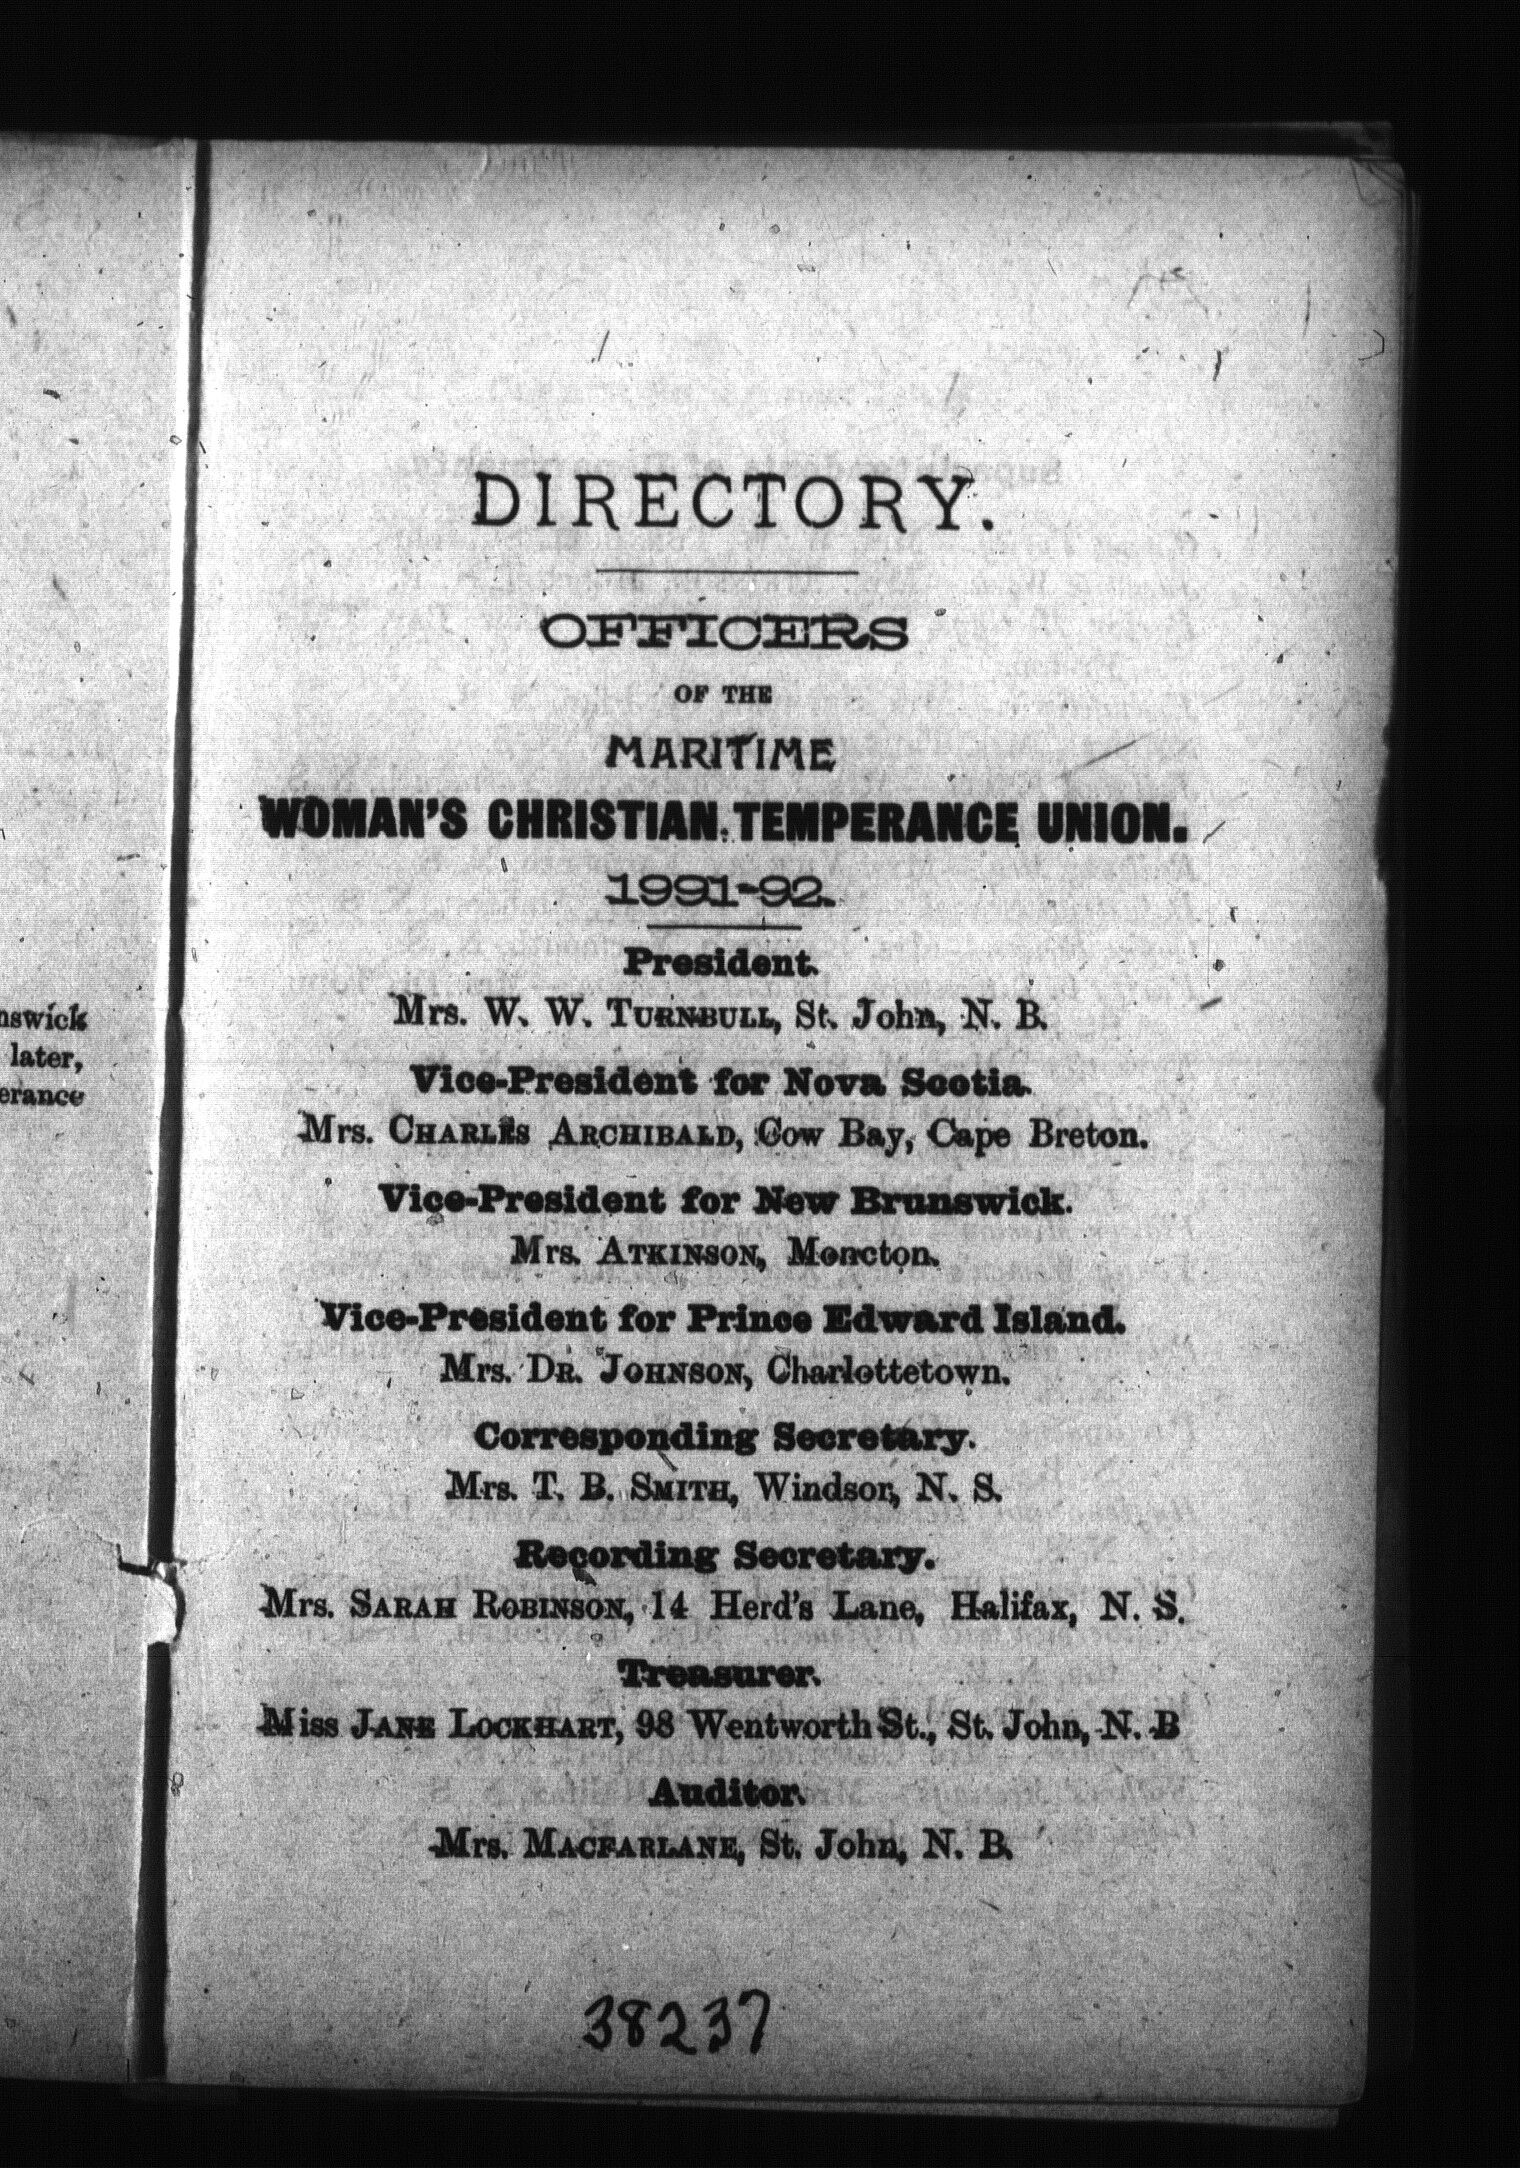 DIRECTORY.
OFFICERS
OF THE
MARITIME
WOMAN'S CHRISTIAN TEMPERANCE UNION.
1991-92.
President.
Mrs. W. W. TURNBULL, St. John, N. B.
Vice-President for Nova Scotia.
Mrs. CHARLES ARCHIBALD, Cow Bay, Cape Breton.
Vice-President for New Brunswick.
Mrs. ATKINSON, Moncton.
Vice-President for Prince Edward Island.
Mrs. DR. JOHNSON, Charlottetown.
Corresponding Secretary.
Mrs. T. B. SMITH, Windsor, N. S.
Recording Secretary.
Mrs. SARAH ROBINSON, 14 Herd's Lane, Halifax, N. S.
Treasurer.
Miss JANE LOCKHART, 98 Wentworth St., St. John, N. B
Auditor.
Mrs. MACFARLANE, St. John, N. B.
38237
nswick
later,
erance